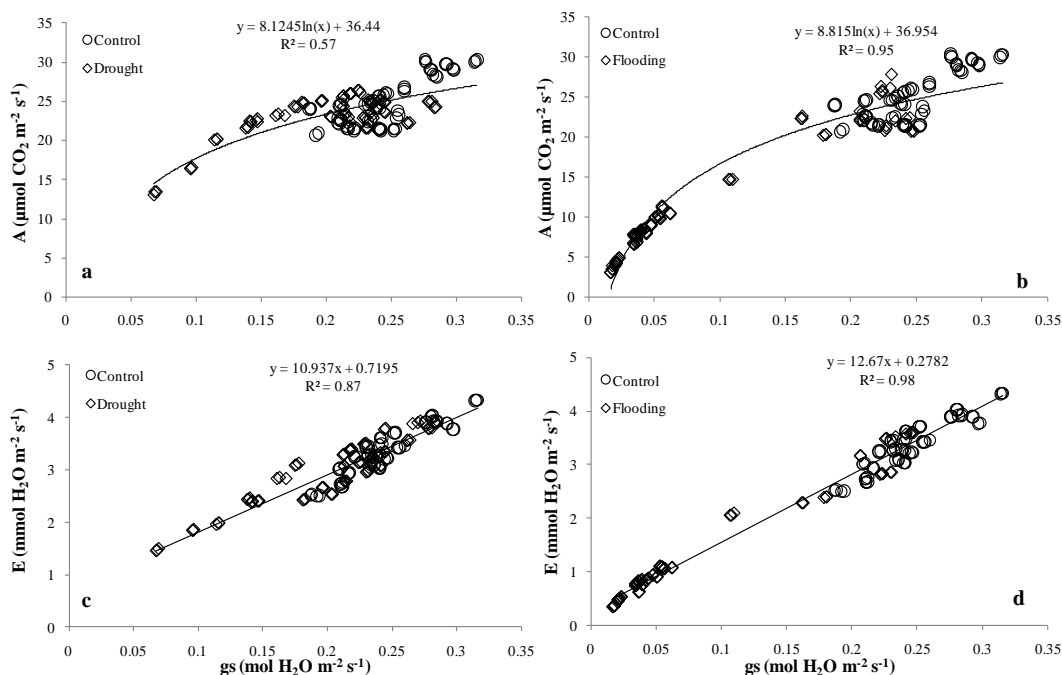 y = 8.1245ln(x) + 36.44
R² = 0.57
Control
Drought
35
30
25
20
15
10
5
0
A (µmol CO₂ m⁻² s⁻¹)
a
0 0.05 0.1 0.15 0.2 0.25 0.3 0.35
y = 8.815ln(x) + 36.954
R² = 0.95
Control
Flooding
35
30
25
20
15
10
5
0
A (µmol CO₂ m⁻² s⁻¹)
b
0 0.05 0.1 0.15 0.2 0.25 0.3 0.35
y = 10.937x + 0.7195
R² = 0.87
Control
Drought
5
4
3
2
1
0
E (mmol H₂O m⁻² s⁻¹)
c
0 0.05 0.1 0.15 0.2 0.25 0.3 0.35
gs (mol H₂O m⁻² s⁻¹)
y = 12.67x + 0.2782
R² = 0.98
Control
Flooding
5
4
3
2
1
0
E (mmol H₂O m⁻² s⁻¹)
d
0 0.05 0.1 0.15 0.2 0.25 0.3 0.35
gs (mol H₂O m⁻² s⁻¹)